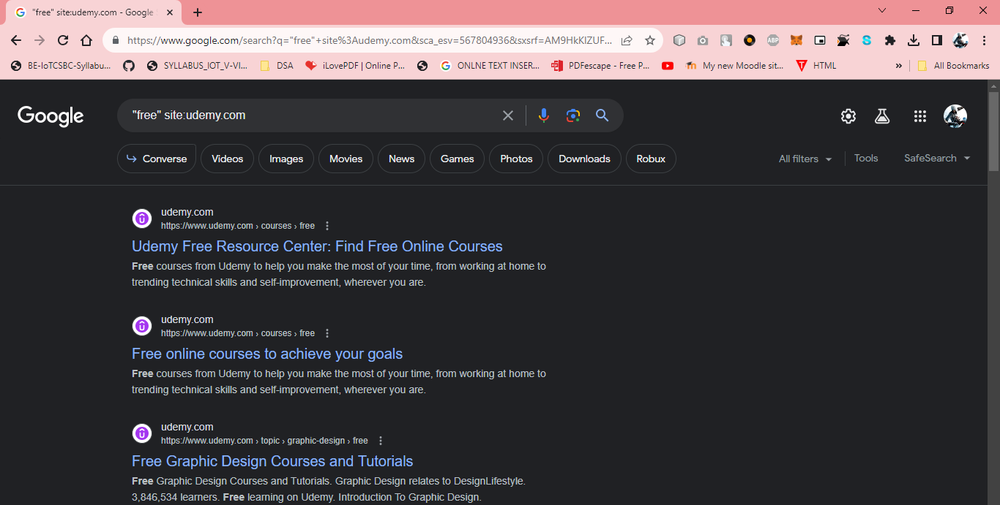 "free" site:udemy.com - Google
https://www.google.com/search?q="free"+site%3Audemy.com&sca_esv=567804936&sxsrf=AM9HkKIZUF...
ABP
BE-IoTCSBC-Syllabu...
SYLLABUS_IOT_V-VI...
DSA
iLovePDF | Online P...
ONLNE TEXT INSER...
PDFescape - Free P...
My new Moodle sit...
HTML
»
All Bookmarks
Google
"free" site:udemy.com
Converse
Videos
Images
Movies
News
Games
Photos
Downloads
Robux
All filters
Tools
SafeSearch
udemy.com
https://www.udemy.com › courses › free
Udemy Free Resource Center: Find Free Online Courses
Free courses from Udemy to help you make the most of your time, from working at home to
trending technical skills and self-improvement, wherever you are.
udemy.com
https://www.udemy.com › courses › free
Free online courses to achieve your goals
Free courses from Udemy to help you make the most of your time, from working at home to
trending technical skills and self-improvement, wherever you are.
udemy.com
https://www.udemy.com › topic › graphic-design › free
Free Graphic Design Courses and Tutorials
Free Graphic Design Courses and Tutorials. Graphic Design relates to DesignLifestyle.
3,846,534 learners. Free learning on Udemy. Introduction To Graphic Design.